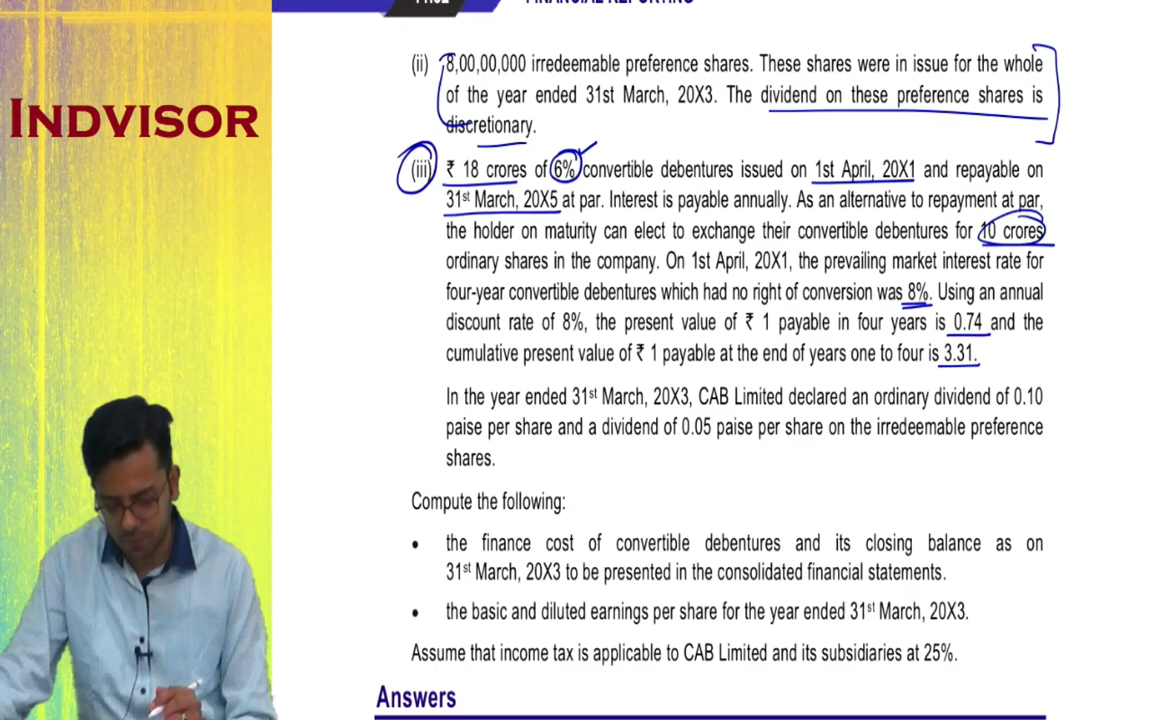 FINANCIAL REPORTING
INDVISOR
(ii) 8,00,00,000 irredeemable preference shares. These shares were in issue for the whole
of the year ended 31st March, 20X3. The dividend on these preference shares is
discretionary.
(iii) ₹ 18 crores of 6% convertible debentures issued on 1st April, 20X1 and repayable on
31st March, 20X5 at par. Interest is payable annually. As an alternative to repayment at par,
the holder on maturity can elect to exchange their convertible debentures for 10 crores
ordinary shares in the company. On 1st April, 20X1, the prevailing market interest rate for
four-year convertible debentures which had no right of conversion was 8%. Using an annual
discount rate of 8%, the present value of ₹ 1 payable in four years is 0.74 and the
cumulative present value of ₹ 1 payable at the end of years one to four is 3.31.
In the year ended 31st March, 20X3, CAB Limited declared an ordinary dividend of 0.10
paise per share and a dividend of 0.05 paise per share on the irredeemable preference
shares.
Compute the following:
• the finance cost of convertible debentures and its closing balance as on
31st March, 20X3 to be presented in the consolidated financial statements.
• the basic and diluted earnings per share for the year ended 31st March, 20X3.
Assume that income tax is applicable to CAB Limited and its subsidiaries at 25%.
Answers